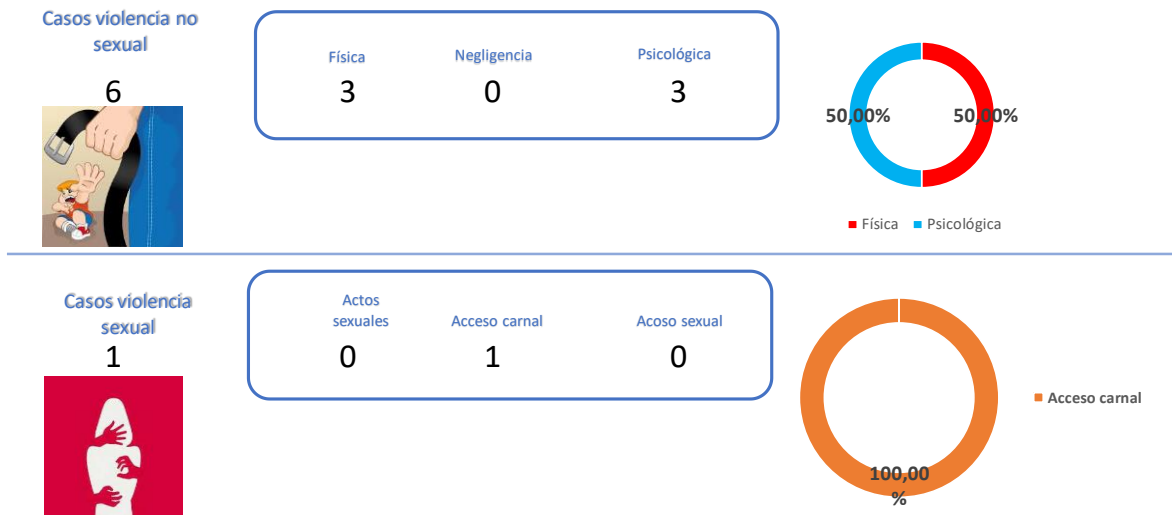 Casos violencia no
sexual
6
Física
Negligencia
Psicológica
3
0
3
50,00%
50,00%
Física
Psicológica
Casos violencia
sexual
1
Actos
sexuales
Acceso carnal
Acoso sexual
0
1
0
Acceso carnal
100,00
%